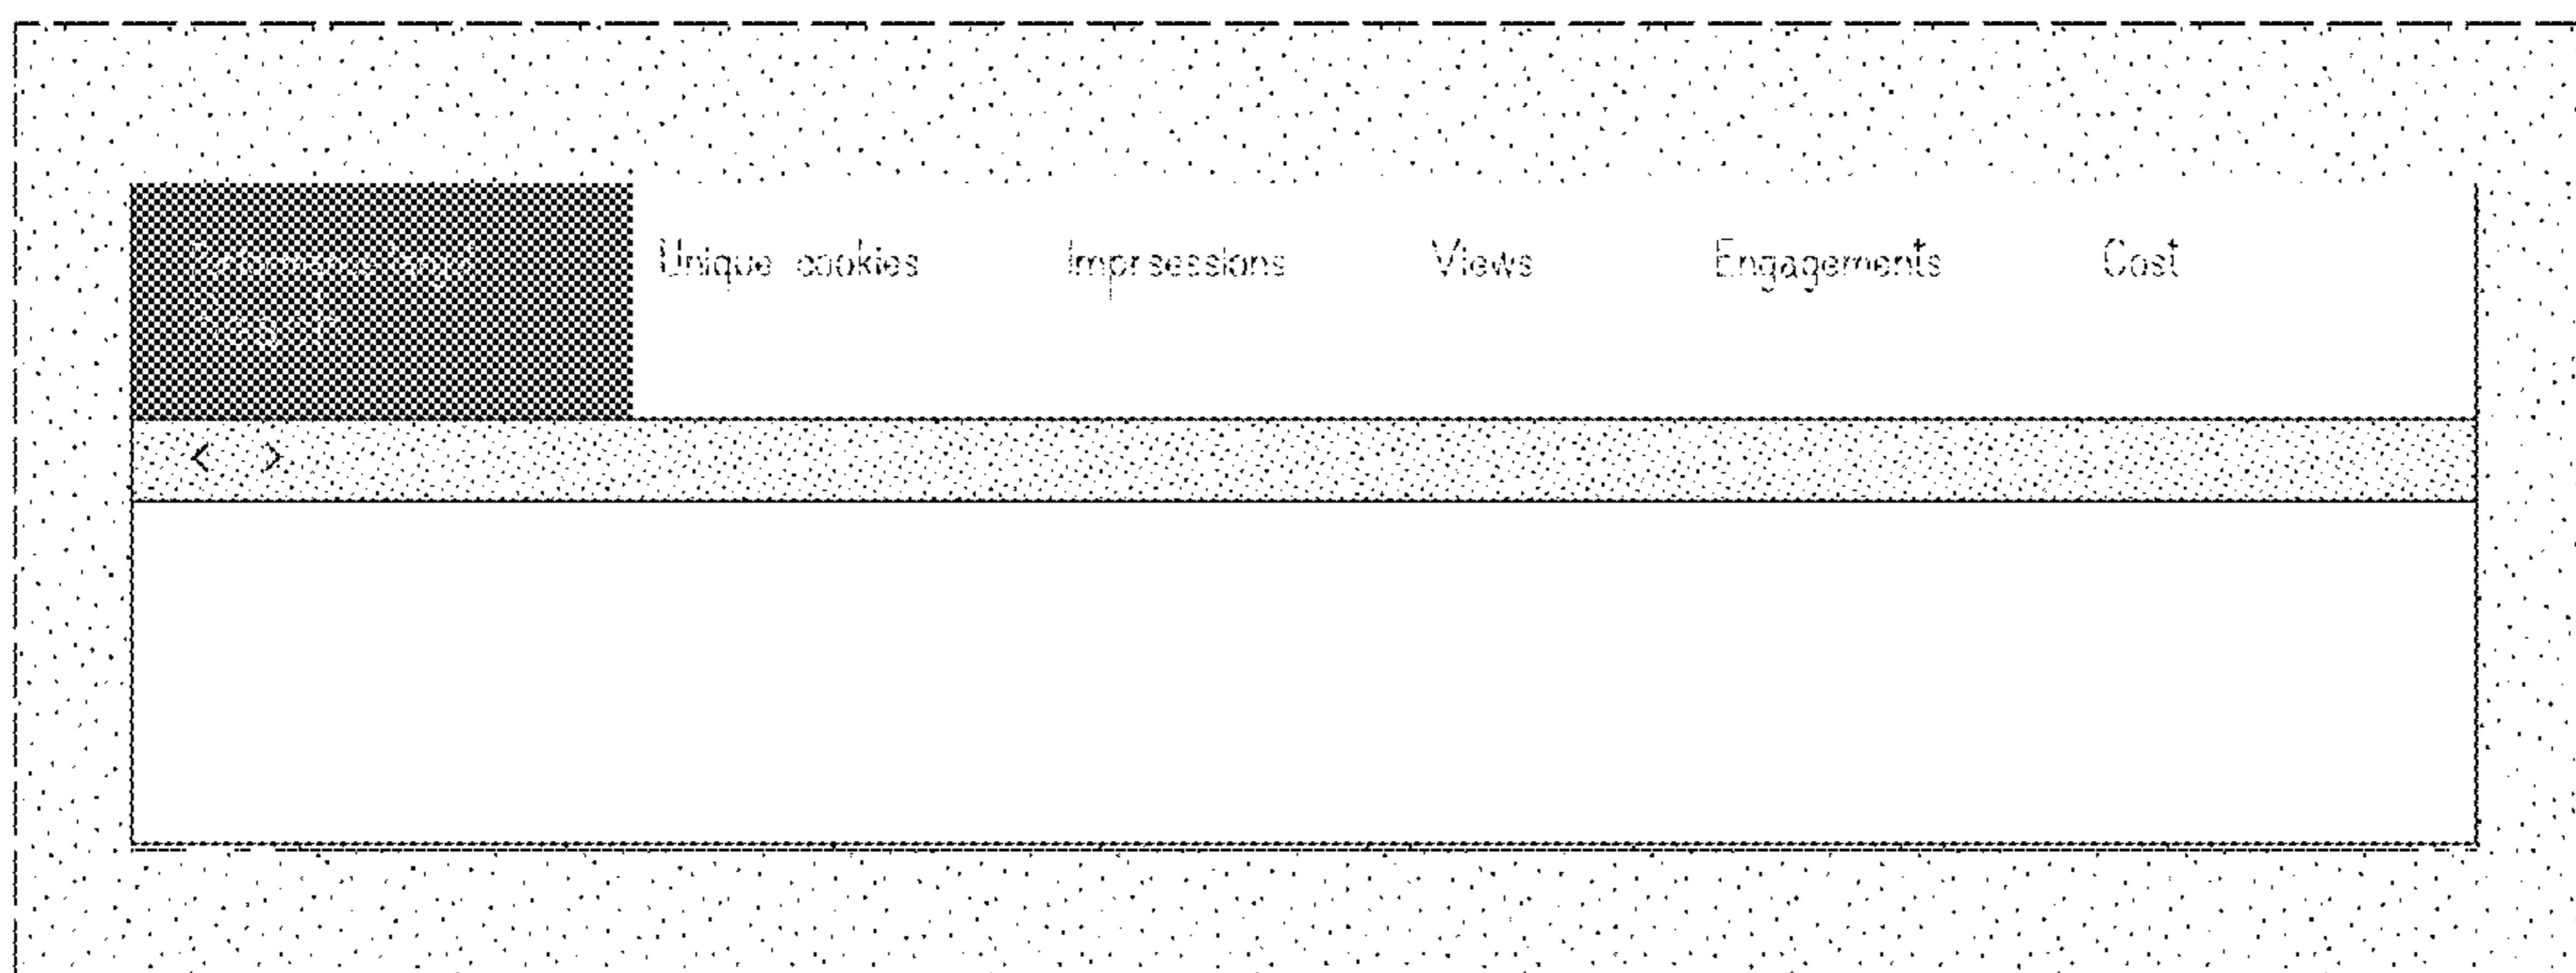 Unique cookies
Imprsessions
Views
Engagements
Cost
< >